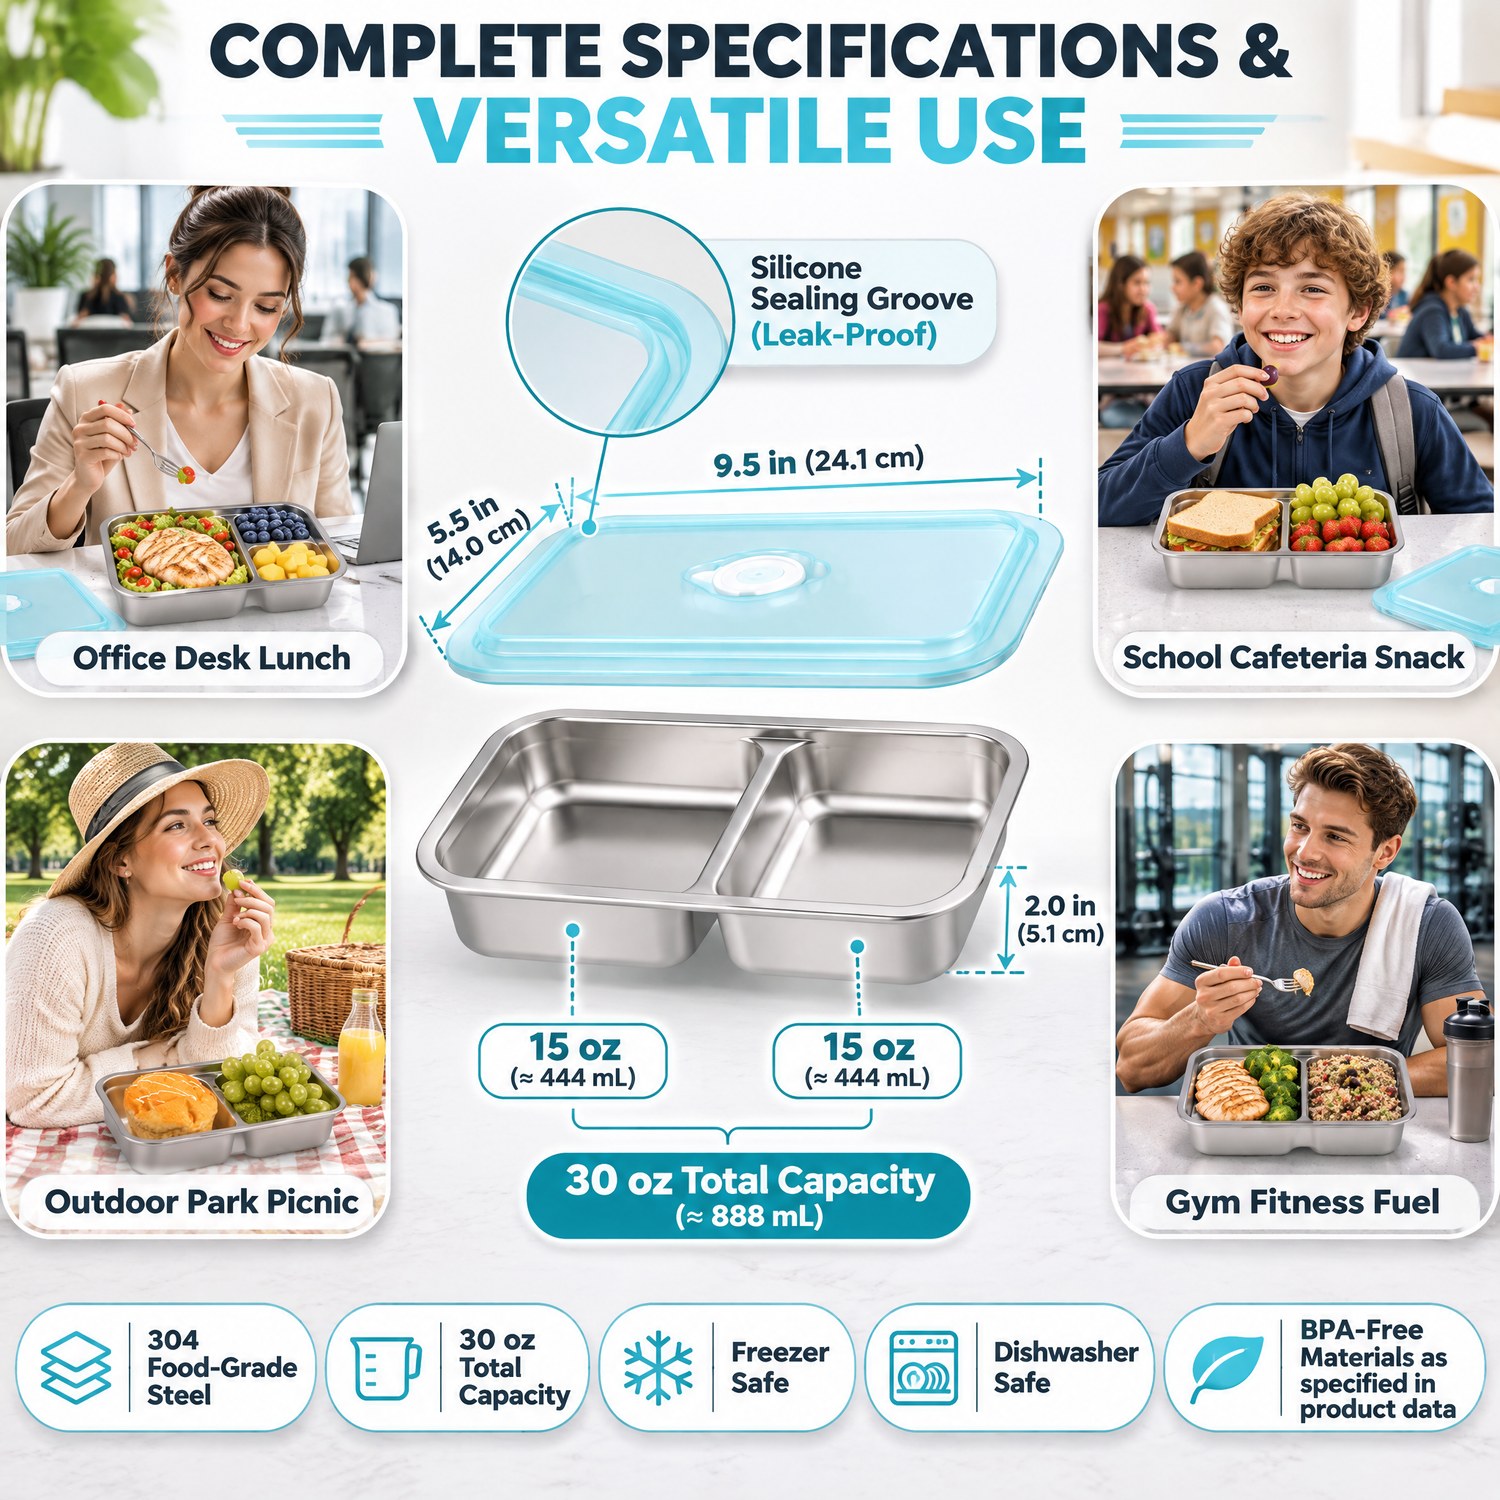 COMPLETE SPECIFICATIONS &
VERSATILE USE
Silicone
Sealing Groove
(Leak-Proof)
9.5 in (24.1 cm)
5.5 in
(14.0 cm)
Office Desk Lunch
School Cafeteria Snack
2.0 in
(5.1 cm)
15 oz
(≈ 444 mL)
15 oz
(≈ 444 mL)
30 oz Total Capacity
(≈ 888 mL)
Outdoor Park Picnic
Gym Fitness Fuel
304
Food-Grade
Steel
30 oz
Total
Capacity
Freezer
Safe
Dishwasher
Safe
BPA-Free
Materials as
specified in
product data